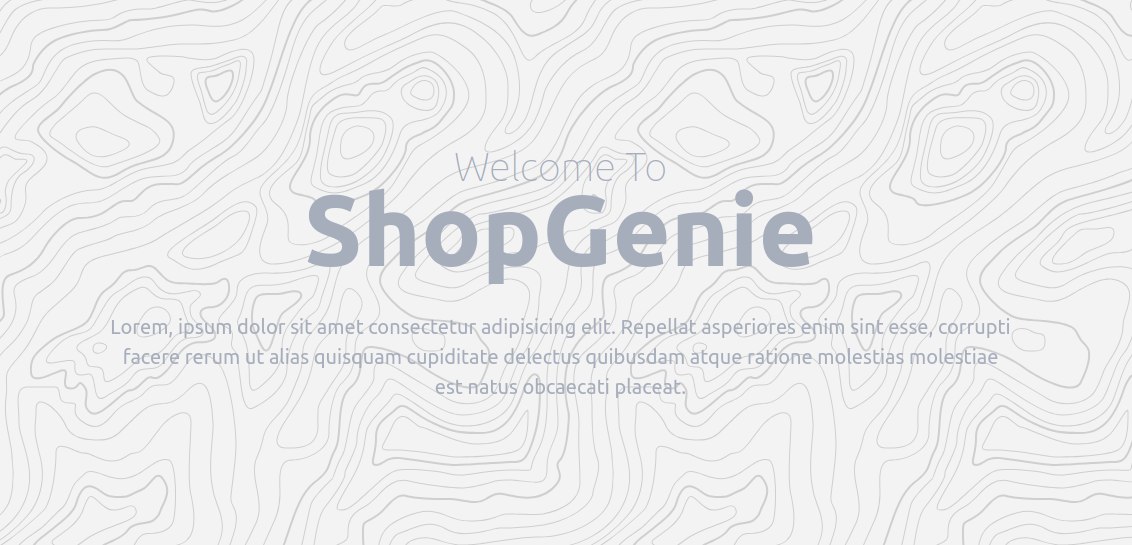 Welcome To
ShopGenie
Lorem, ipsum dolor sit amet consectetur adipisicing elit. Repellat asperiores enim sint esse, corrupti
facere rerum ut alias quisquam cupiditate delectus quibusdam atque ratione molestias molestiae
est natus obcaecati placeat.